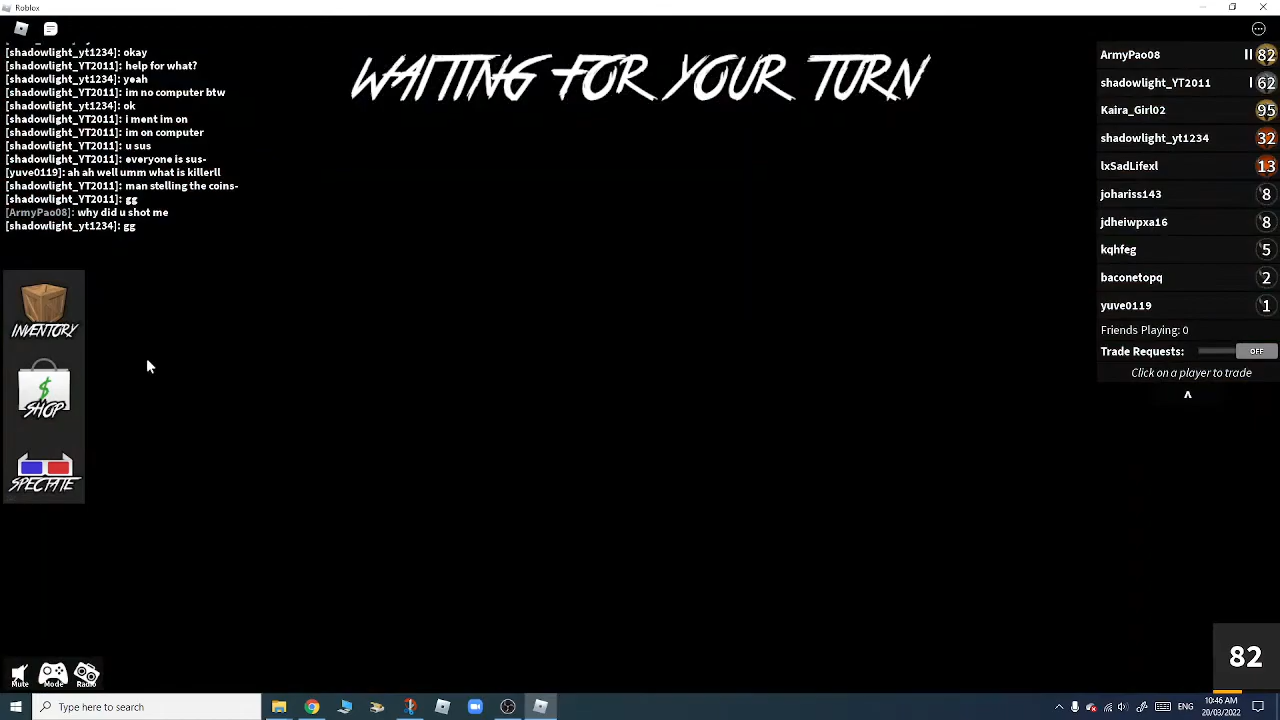 Roblox
[shadowlight_yt1234]: okay
[shadowlight_YT2011]: help for what?
[shadowlight_yt1234]: yeah
[shadowlight_YT2011]: im no computer btw
[shadowlight_yt1234]: ok
[shadowlight_YT2011]: i ment im on
[shadowlight_YT2011]: im on computer
[shadowlight_YT2011]: u sus
[shadowlight_YT2011]: everyone is sus-
[yuve0119]: ah ah well umm what is killerll
[shadowlight_YT2011]: man stelling the coins-
[shadowlight_YT2011]: gg
[ArmyPao08]: why did u shot me
[shadowlight_yt1234]: gg
WAITING FOR YOUR TURN
ArmyPao08 II 82
shadowlight_YT2011 I 62
Kaira_Girl02 95
shadowlight_yt1234 32
lxSadLifexl 13
johariss143 8
jdheiwpxa16 8
kqhfeg 5
baconetopq 2
yuve0119 1
Friends Playing: 0
Trade Requests: OFF
Click on a player to trade
INVENTORY
$
SHOP
SPECTATE
Mute Mode Radio
82
Type here to search
ENG
10:46 AM
20/03/2022